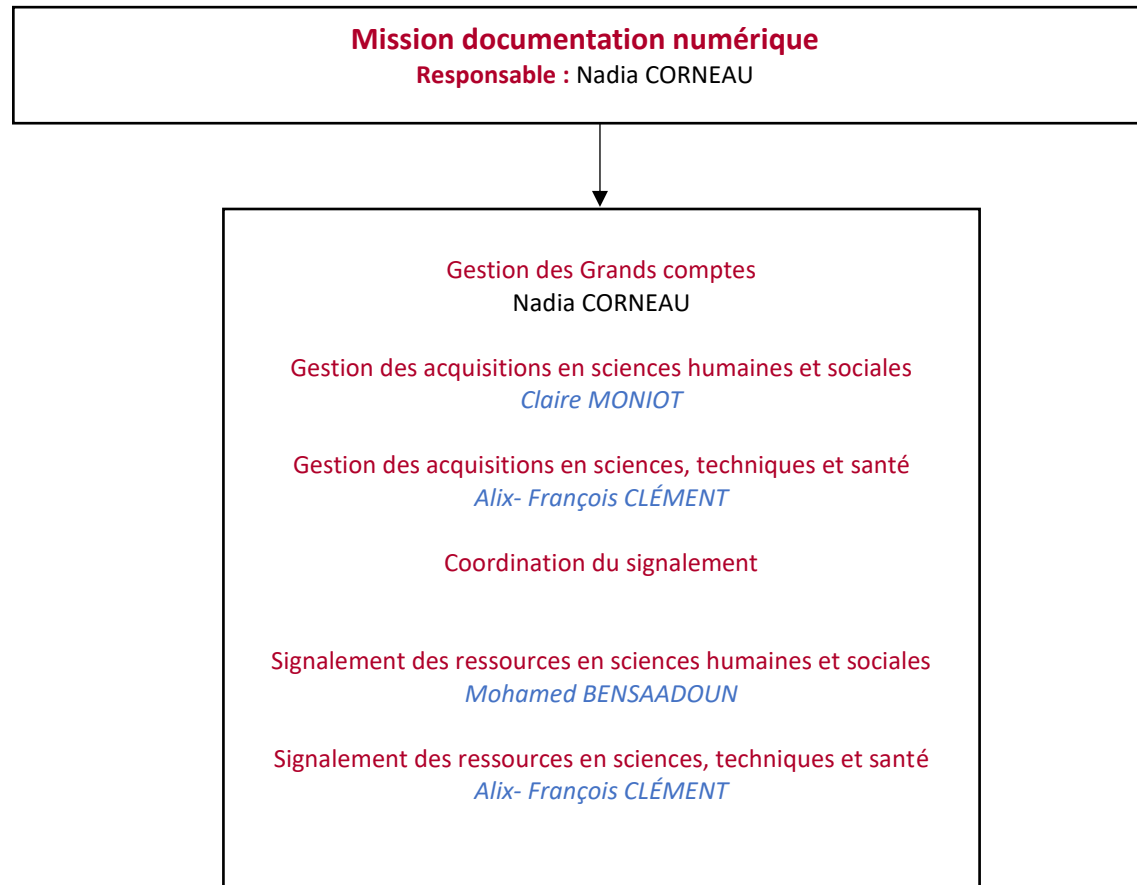 Mission documentation numérique
Responsable : Nadia CORNEAU
Gestion des Grands comptes
Nadia CORNEAU
Gestion des acquisitions en sciences humaines et sociales
Claire MONIOT
Gestion des acquisitions en sciences, techniques et santé
Alix- François CLÉMENT
Coordination du signalement
Signalement des ressources en sciences humaines et sociales
Mohamed BENSAADOUN
Signalement des ressources en sciences, techniques et santé
Alix- François CLÉMENT